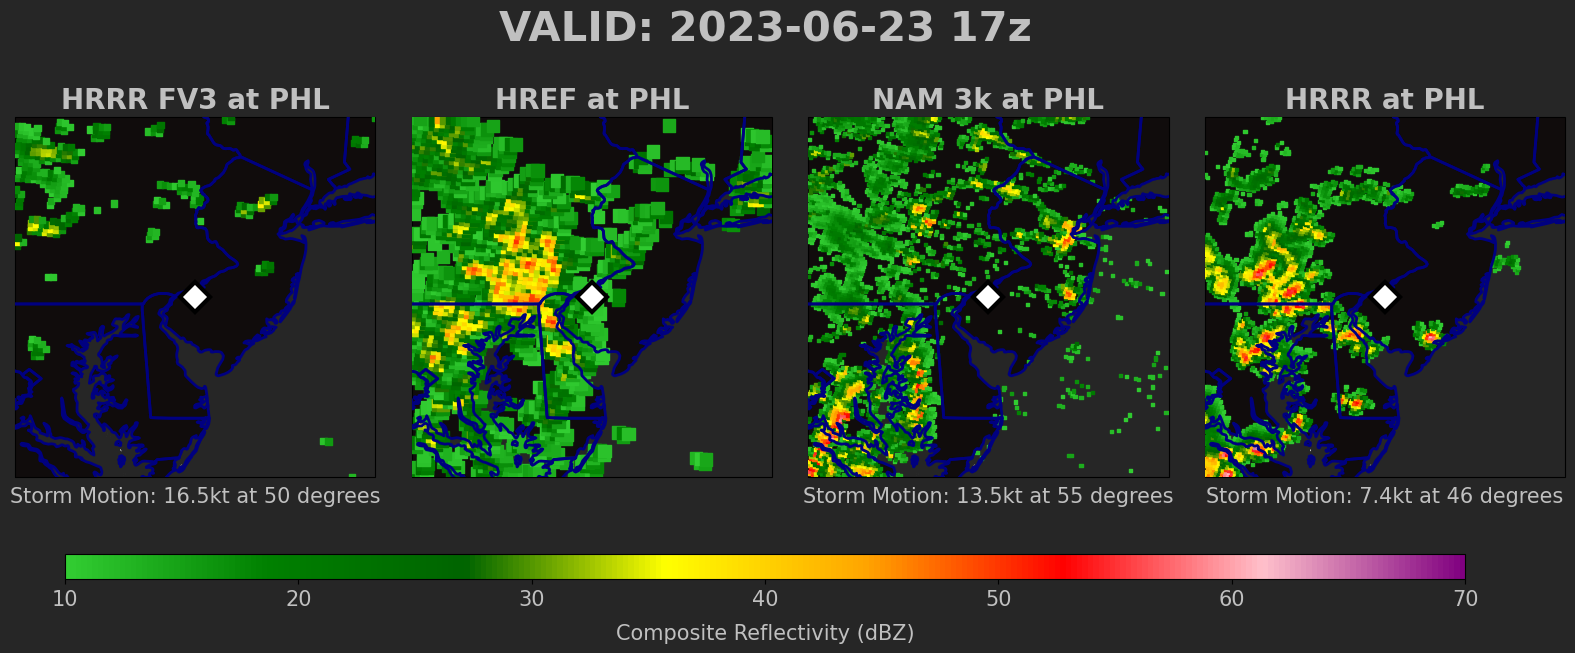 VALID: 2023-06-23 17z
HRRR FV3 at PHL
HREF at PHL
NAM 3k at PHL
HRRR at PHL
Storm Motion: 16.5kt at 50 degrees
Storm Motion: 13.5kt at 55 degrees
Storm Motion: 7.4kt at 46 degrees
10 20 30 40 50 60 70
Composite Reflectivity (dBZ)